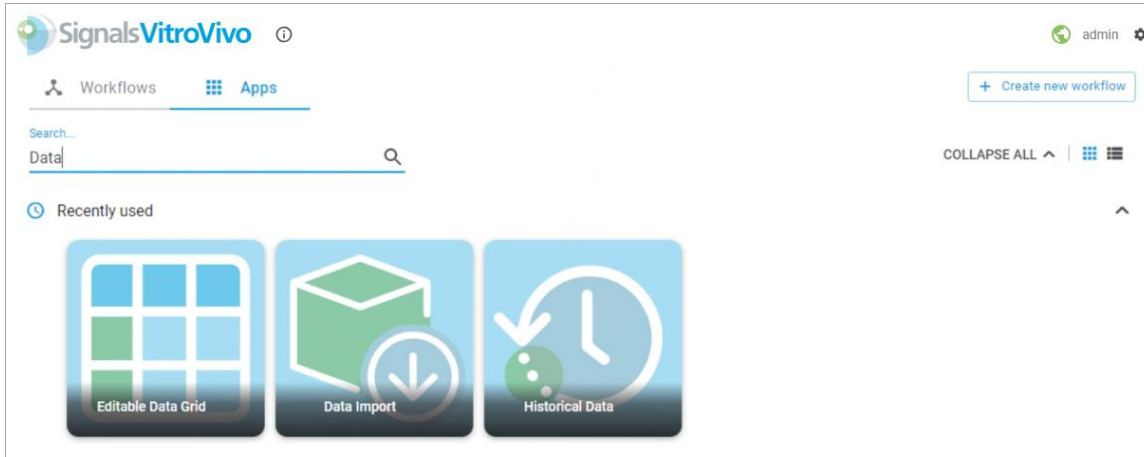 SignalsVitroVivo
admin
Workflows
Apps
+ Create new workflow
Search...
Data
COLLAPSE ALL
Recently used
Editable Data Grid
Data Import
Historical Data